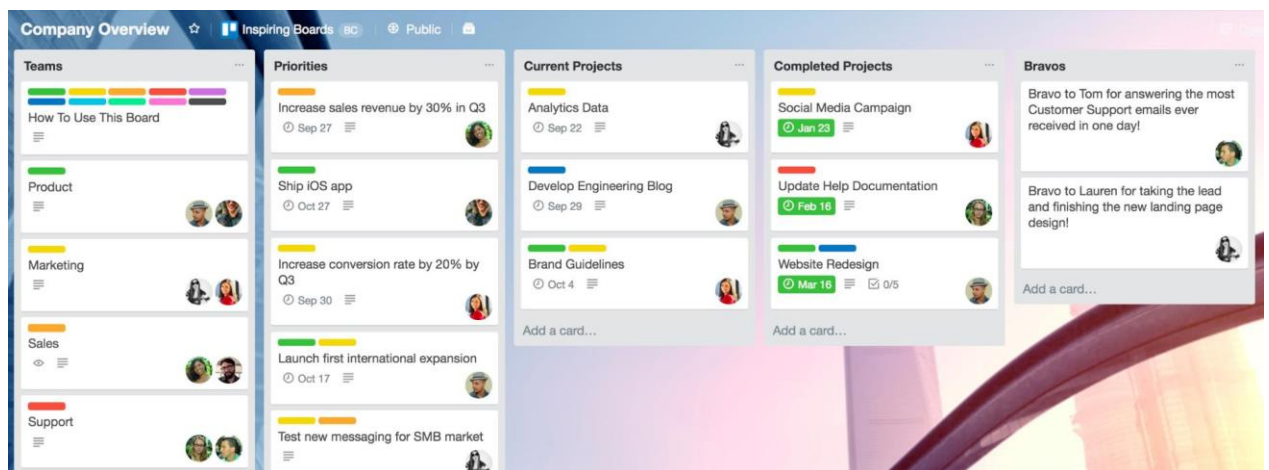 Company Overview
Inspiring Boards
BC
Public
Teams
How To Use This Board
Product
Marketing
Sales
Support
Priorities
Increase sales revenue by 30% in Q3
Sep 27
Ship iOS app
Oct 27
Increase conversion rate by 20% by
Q3
Sep 30
Launch first international expansion
Oct 17
Test new messaging for SMB market
Current Projects
Analytics Data
Sep 22
Develop Engineering Blog
Sep 29
Brand Guidelines
Oct 4
Add a card...
Completed Projects
Social Media Campaign
Jan 23
Update Help Documentation
Feb 16
Website Redesign
Mar 16
0/5
Add a card...
Bravos
Bravo to Tom for answering the most
Customer Support emails ever
received in one day!
Bravo to Lauren for taking the lead
and finishing the new landing page
design!
Add a card...